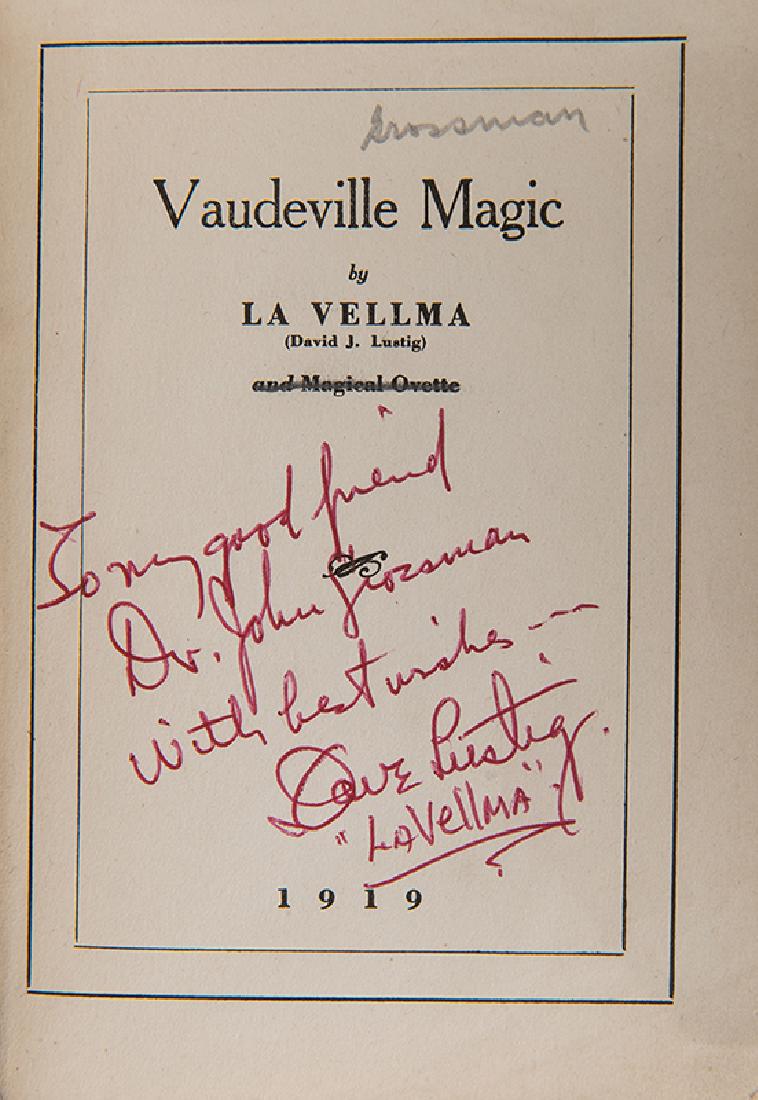 Grossman
Vaudeville Magic
by
LA VELLMA
(David J. Lustig)
and Magical Ovette
To my good friend
Dr. John Grossman
With best wishes —
Dave Lustig.
"LaVellMA".
1919